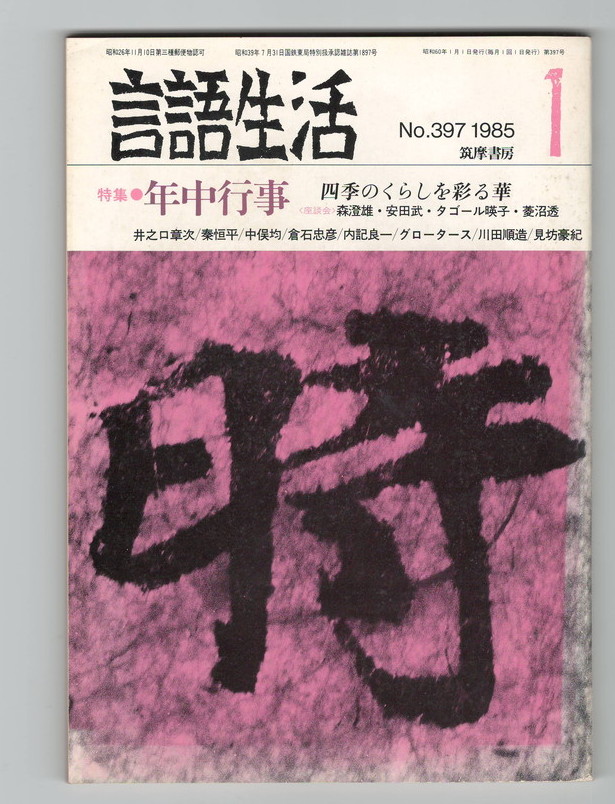 昭和26年11月10日第三種郵便物認可 昭和39年7月31日国鉄東局特別扱承認雑誌第1897号 昭和60年1月1日発行(毎月1回1日発行) 第397号
言語生活 No.397 1985 1
筑摩書房
特集●年中行事 四季のくらしを彩る華
〈座談会〉森澄雄・安田武・タゴール暎子・菱沼透
井之口章次/秦恒平/中俣均/倉石忠彦/内記良一/グロータース/川田順造/見坊豪紀
時